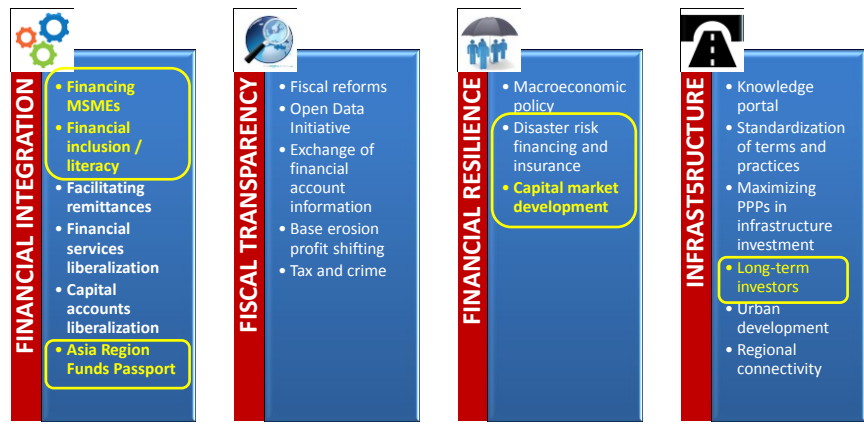 FINANCIAL INTEGRATION
• Financing
MSMEs
• Financial
inclusion /
literacy
• Facilitating
remittances
• Financial
services
liberalization
• Capital
accounts
liberalization
• Asia Region
Funds Passport
FISCAL TRANSPARENCY
• Fiscal reforms
• Open Data
Initiative
• Exchange of
financial
account
information
• Base erosion
profit shifting
• Tax and crime
FINANCIAL RESILIENCE
• Macroeconomic
policy
• Disaster risk
financing and
insurance
• Capital market
development
INFRAST5RUCTURE
• Knowledge
portal
• Standardization
of terms and
practices
• Maximizing
PPPs in
infrastructure
investment
• Long-term
investors
• Urban
development
• Regional
connectivity